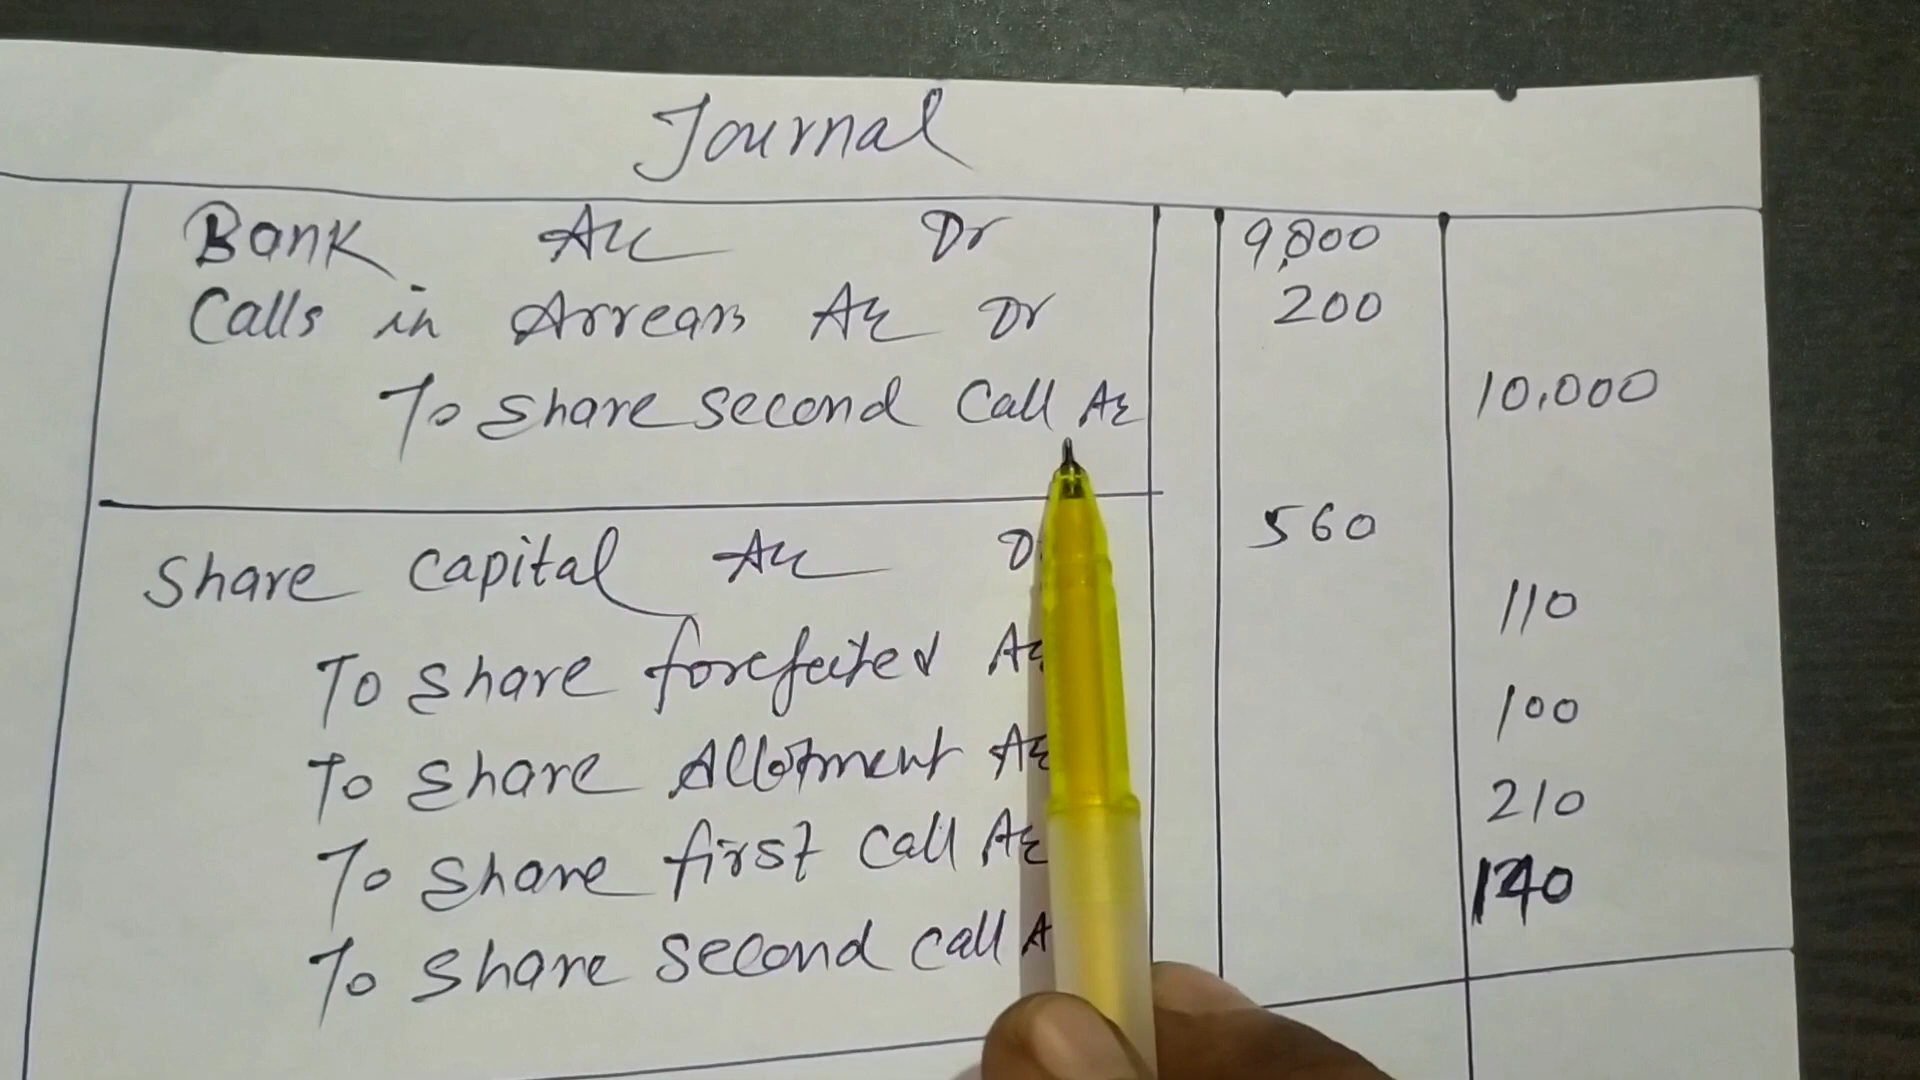 Journal
Bank A/c Dr 9,800
Calls in Arrears A/c Dr 200
To share second Call A/c 10,000
Share Capital A/c D 560
To share forefeited A/c 110
To share Allotment A/c 100
To share first call A/c 210
To share second call A 140